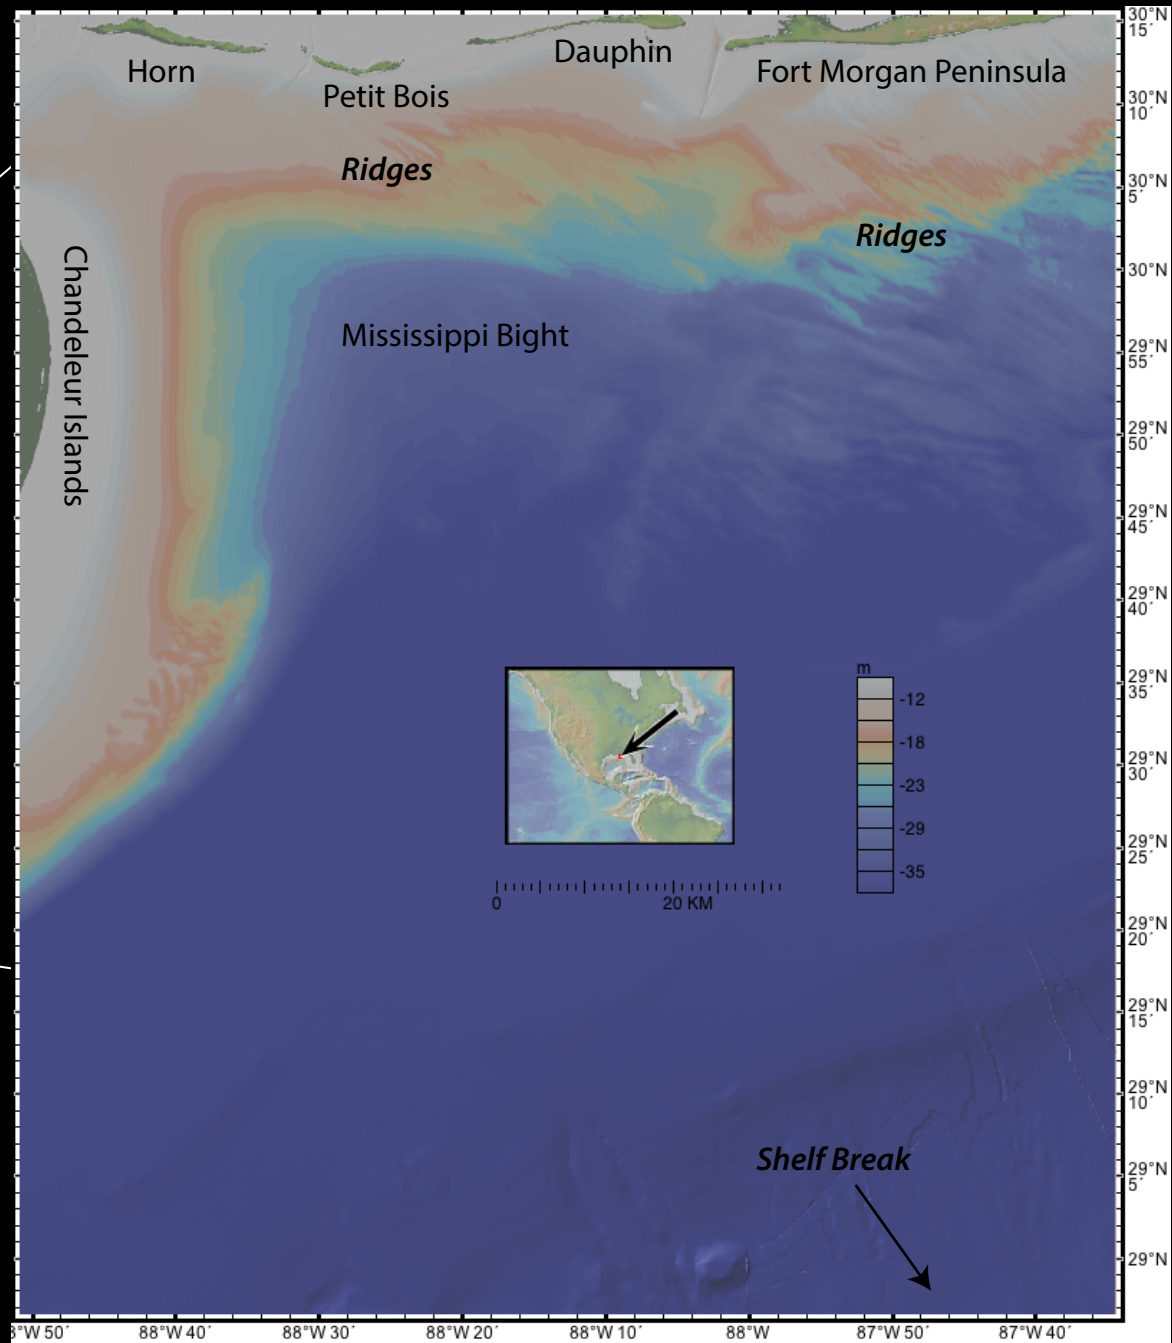 Horn
Petit Bois
Dauphin
Fort Morgan Peninsula
Ridges
Ridges
Chandeleur Islands
Mississippi Bight
m
-12
-18
-23
-29
-35
0
20 KM
Shelf Break
30°N
15´
30°N
10´
30°N
5´
30°N
29°N
55´
29°N
50´
29°N
45´
29°N
40´
29°N
35´
29°N
30´
29°N
25´
29°N
20´
29°N
15´
29°N
10´
29°N
5´
29°N
°W 50´
88°W 40´
88°W 30´
88°W 20´
88°W 10´
88°W
87°W 50´
87°W 40´